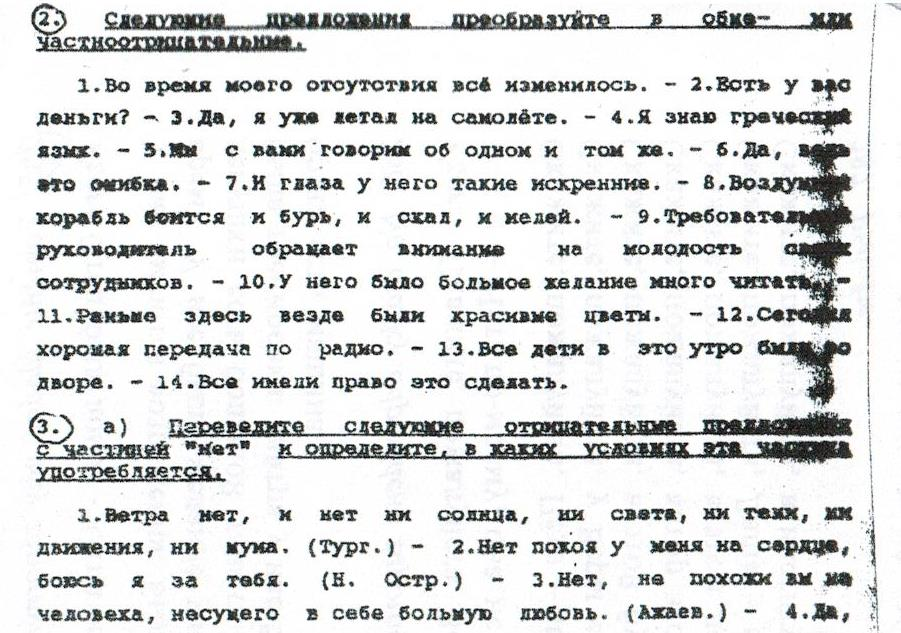 2. Следующие предложения преобразуйте в обще- или
частноотрицательные.
1.Во время моего отсутствия всё изменилось. - 2.Есть у вас
деньги? - 3.Да, я уже летал на самолёте. - 4.Я знаю греческий
язык. - 5.Мы с вами говорим об одном и том же. - 6.Да, ведь
это ошибка. - 7.И глаза у него такие искренние. - 8.Воздушный
корабль боится и бурь, и скал, и мелей. - 9.Требовательный
руководитель обращает внимание на молодость своих
сотрудников. - 10.У него было большое желание много читать. -
11.Раньше здесь везде были красивые цветы. - 12.Сегодня
хорошая передача по радио. - 13.Все дети в это утро были во
дворе. - 14.Все имели право это сделать.
3. а) Переведите следующие отрицательные предложения
с частицей "нет" и определите, в каких условиях эта частица
употребляется.
1.Ветра нет, и нет ни солнца, ни света, ни тени, ни
движения, ни шума. (Тург.) - 2.Нет покоя у меня на сердце,
боюсь я за тебя. (Н. Остр.) - 3.Нет, не похожи вы на
человека, несущего в себе большую любовь. (Ажаев.) - 4.Да,